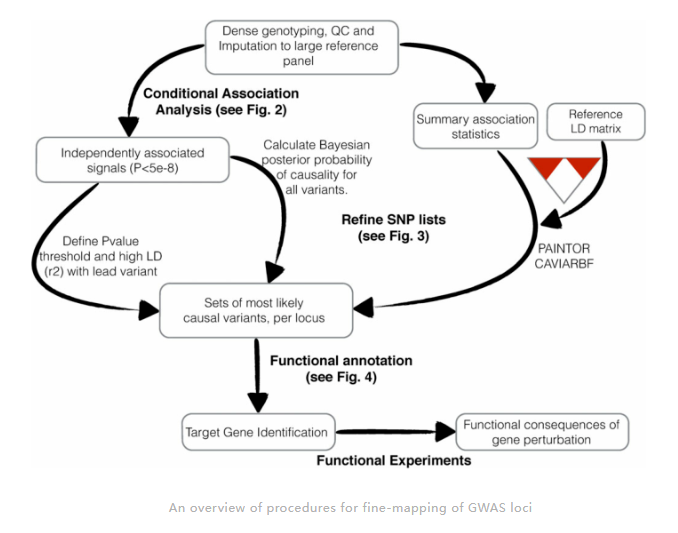 Dense genotyping, QC and
Imputation to large reference
panel
Conditional Association
Analysis (see Fig. 2)
Summary association
statistics
Reference
LD matrix
Independently associated
signals (P<5e-8)
Calculate Bayesian
posterior probability
of causality for
all variants.
Refine SNP lists
(see Fig. 3)
Define Pvalue
threshold and high LD
(r2) with lead variant
PAINTOR
CAVIARBF
Sets of most likely
causal variants, per locus
Functional annotation
(see Fig. 4)
Target Gene Identification
Functional consequences of
gene perturbation
Functional Experiments
An overview of procedures for fine-mapping of GWAS loci